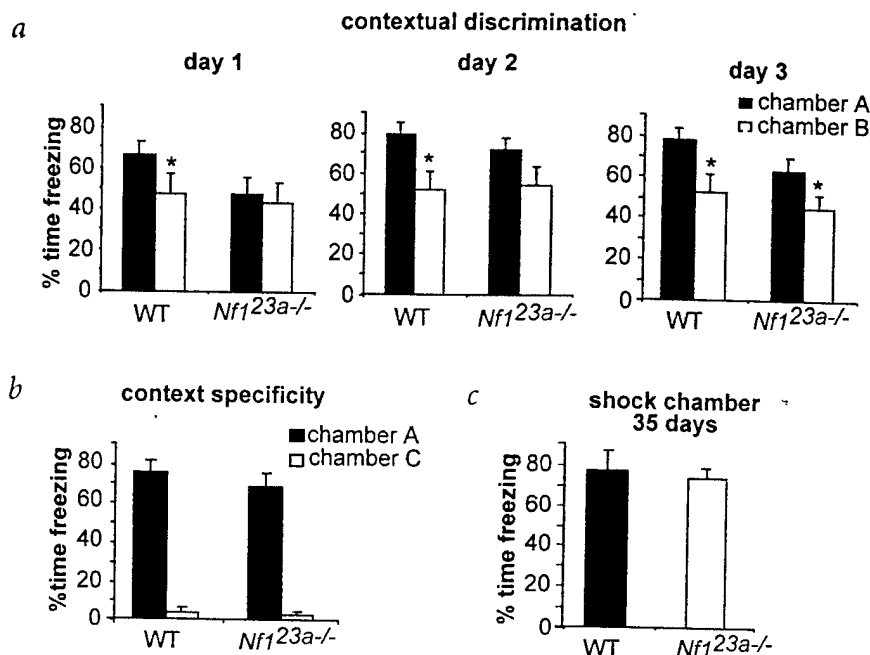 a
contextual discrimination
day 1
day 2
day 3
chamber A
chamber B
% time freezing
80
60
40
20
0
80
60
40
20
0
80
60
40
20
0
*
*
*
*
WT
Nf1 23a-/-
WT
Nf1 23a-/-
WT
Nf1 23a-/-
b
context specificity
chamber A
chamber C
%time freezing
80
60
40
20
0
WT
Nf1 23a-/-
c
shock chamber
35 days
% time freezing
80
60
40
20
0
WT
Nf1 23a-/-